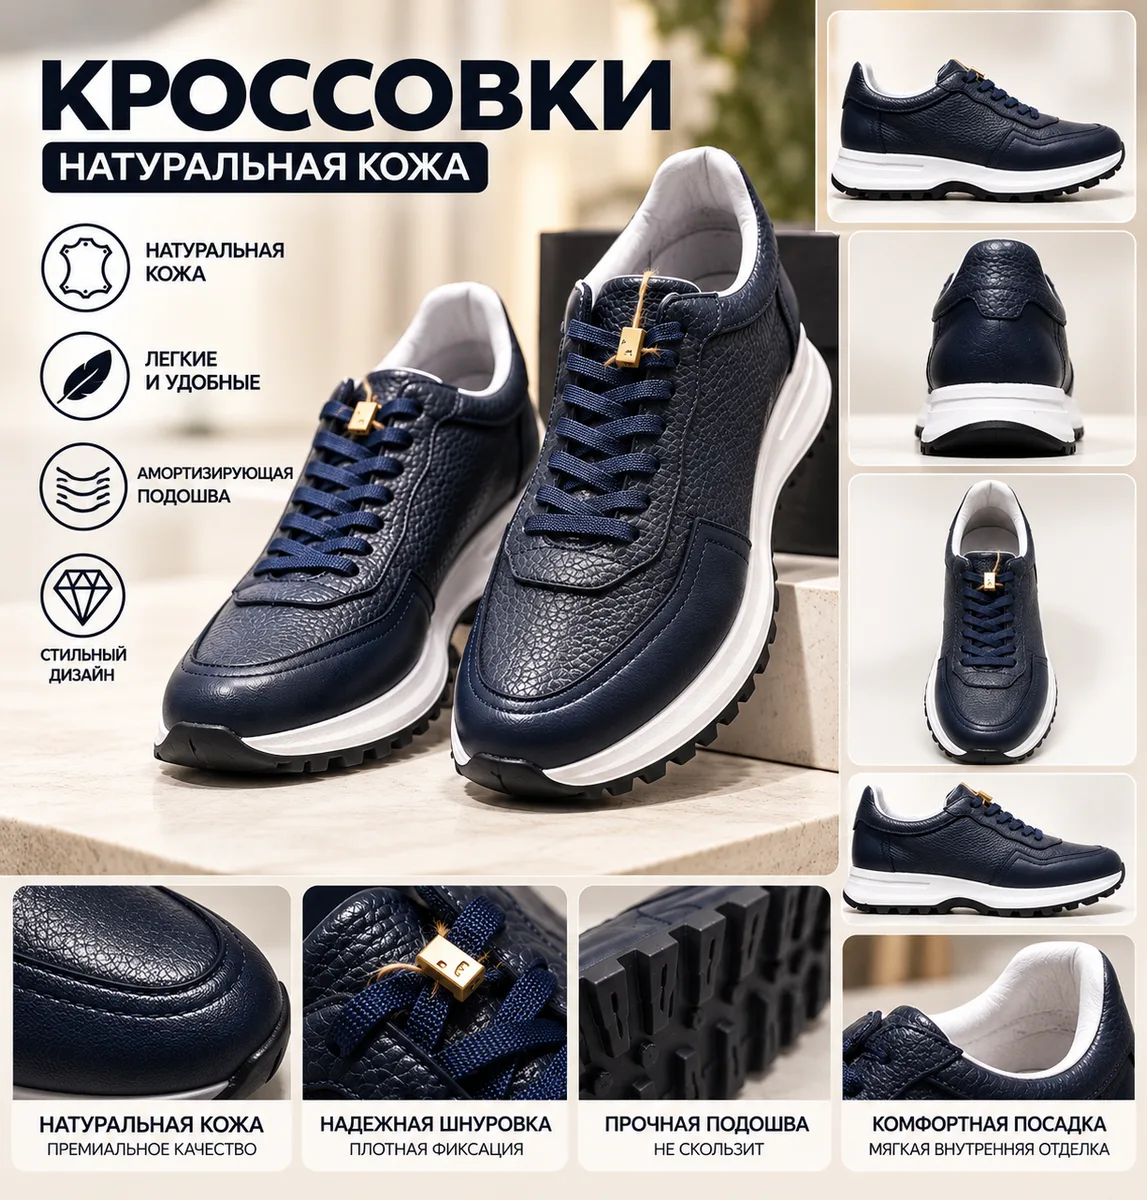 КРОССОВКИ
НАТУРАЛЬНАЯ КОЖА
НАТУРАЛЬНАЯ
КОЖА
ЛЕГКИЕ
И УДОБНЫЕ
АМОРТИЗИРУЮЩАЯ
ПОДОШВА
СТИЛЬНЫЙ
ДИЗАЙН
НАТУРАЛЬНАЯ КОЖА
ПРЕМИАЛЬНОЕ КАЧЕСТВО
НАДЕЖНАЯ ШНУРОВКА
ПЛОТНАЯ ФИКСАЦИЯ
ПРОЧНАЯ ПОДОШВА
НЕ СКОЛЬЗИТ
КОМФОРТНАЯ ПОСАДКА
МЯГКАЯ ВНУТРЕННЯЯ ОТДЕЛКА